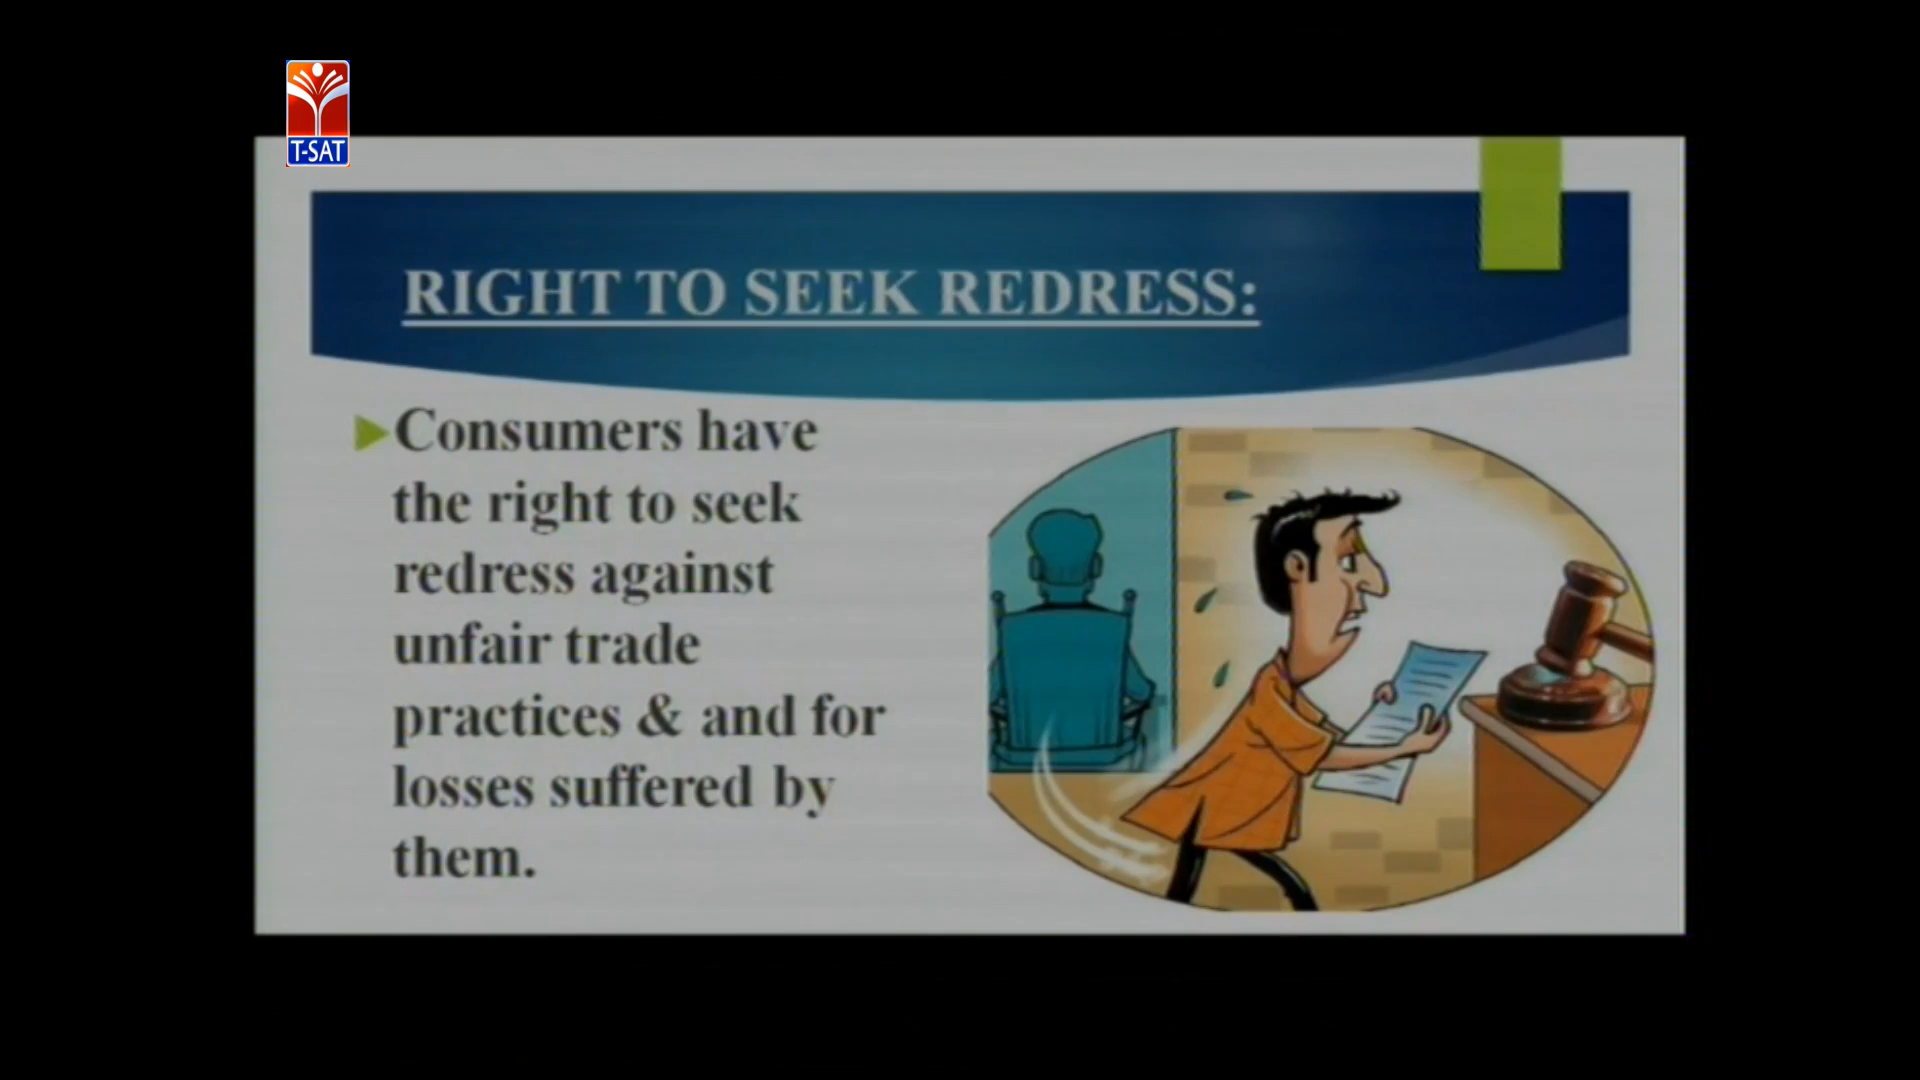 T-SAT
RIGHT TO SEEK REDRESS:
Consumers have
the right to seek
redress against
unfair trade
practices & and for
losses suffered by
them.